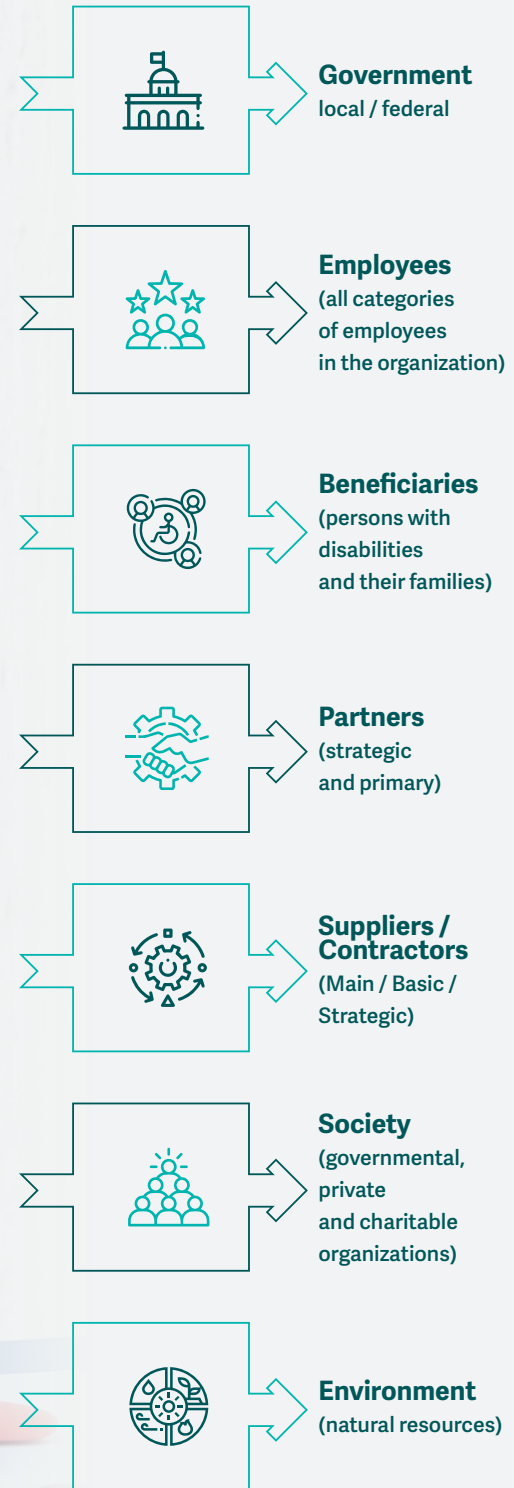 Government
local / federal
Employees
(all categories
of employees
in the organization)
Beneficiaries
(persons with
disabilities
and their families)
Partners
(strategic
and primary)
Suppliers /
Contractors
(Main / Basic /
Strategic)
Society
(governmental,
private
and charitable
organizations)
Environment
(natural resources)